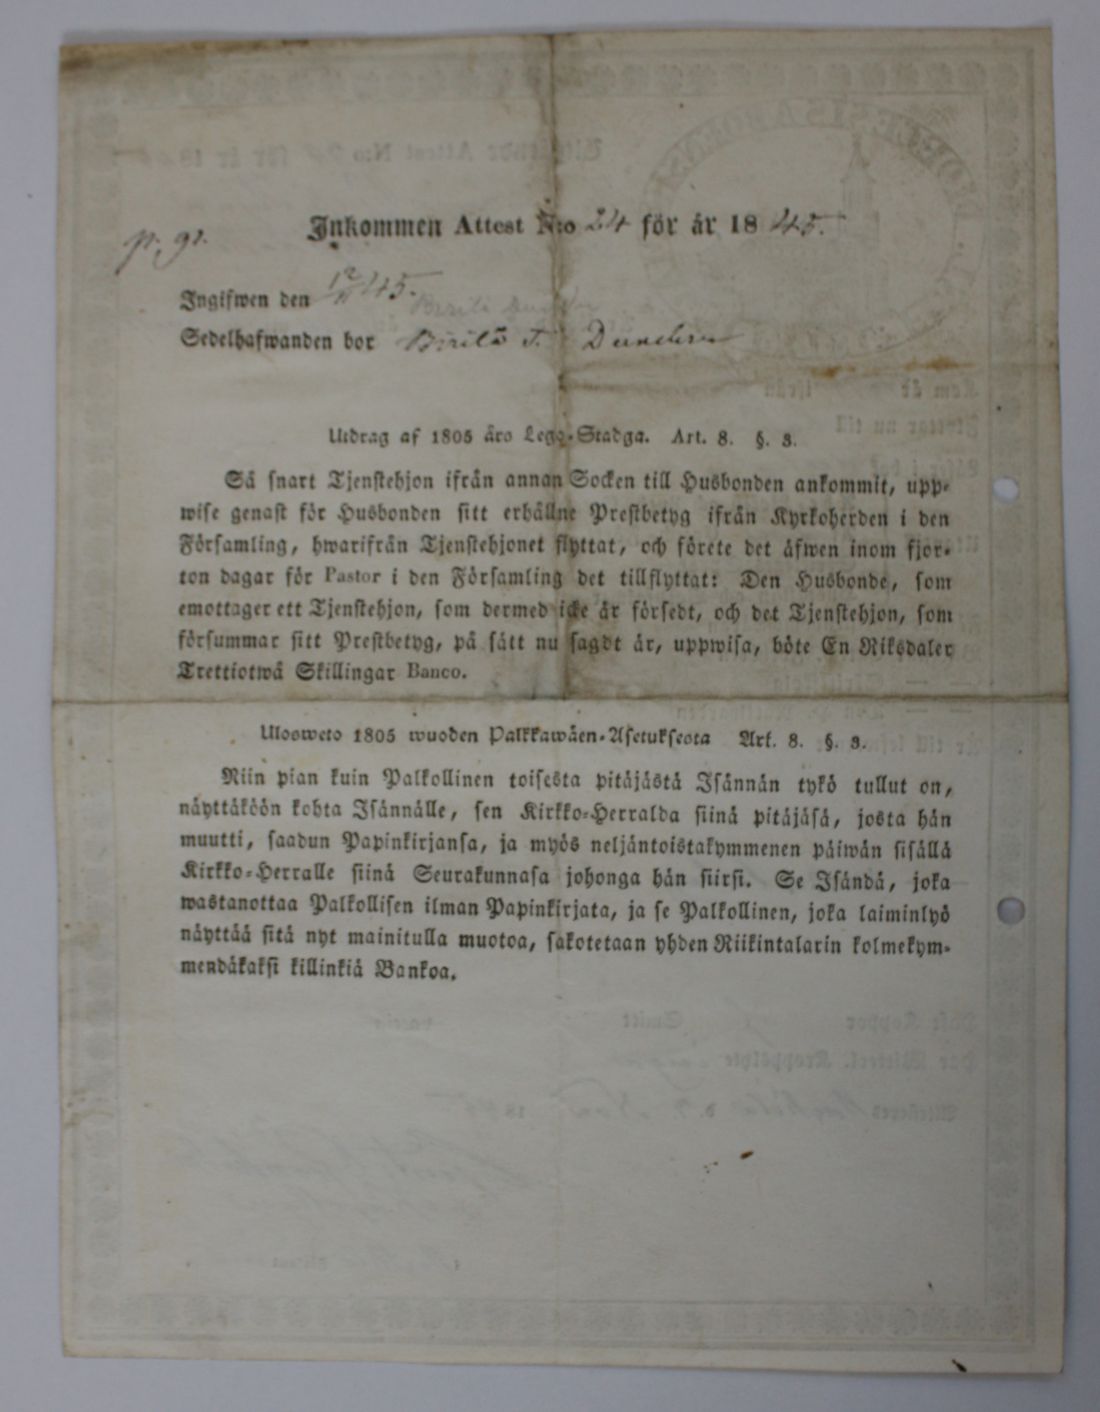 p. gr.
Inkommen Attest N:o 24 för år 1845.
Ingifwen den 12/11 45.
Sedelhafwanden bor Birilä T.
Utdrag af 1805 års Lego-Stadga. Art. 8. §. 3.
Så snart Tjenstehjon ifrån annan Socken till Husbonden ankommit, upp-
wise genast för Husbonden sitt erhållne Prestbetyg ifrån Kyrkoherden i den
Församling, hwarifrån Tjenstehjonet flyttat, och förete det äfwen inom fjor-
ton dagar för Pastor i den Församling det tillflyttat: Den Husbonde, som
emottager ett Tjenstehjon, som dermed icke är försedt, och det Tjenstehjon, som
försummar sitt Prestbetyg, på sätt nu sagdt är, uppwisa, böte En Riksdaler
Trettiotwå Skillingar Banco.
Ulosweto 1805 wuoden Palkkawäen-Asetuksesta Art. 8. §. 3.
Niin pian kuin Palkollinen toisesta pitäjästä Isännän tykö tullut on,
näyttäköön kohta Isännälle, sen Kirkko-Herralda siinä pitäjäsä, josta hän
muutti, saadun Papinkirjansa, ja myös neljäntoistakymmenen päiwän sisällä
Kirkko-Herralle siinä Seurakunnasa johonga hän siirsi. Se Isändä, joka
wastanottaa Palkollisen ilman Papinkirjata, ja se Palkollinen, joka laiminlyö
näyttää sitä nyt mainitulla muotoa, sakotetaan yhden Riikintalarin kolmekym-
mendäkaksi killinkiä Bankoa.